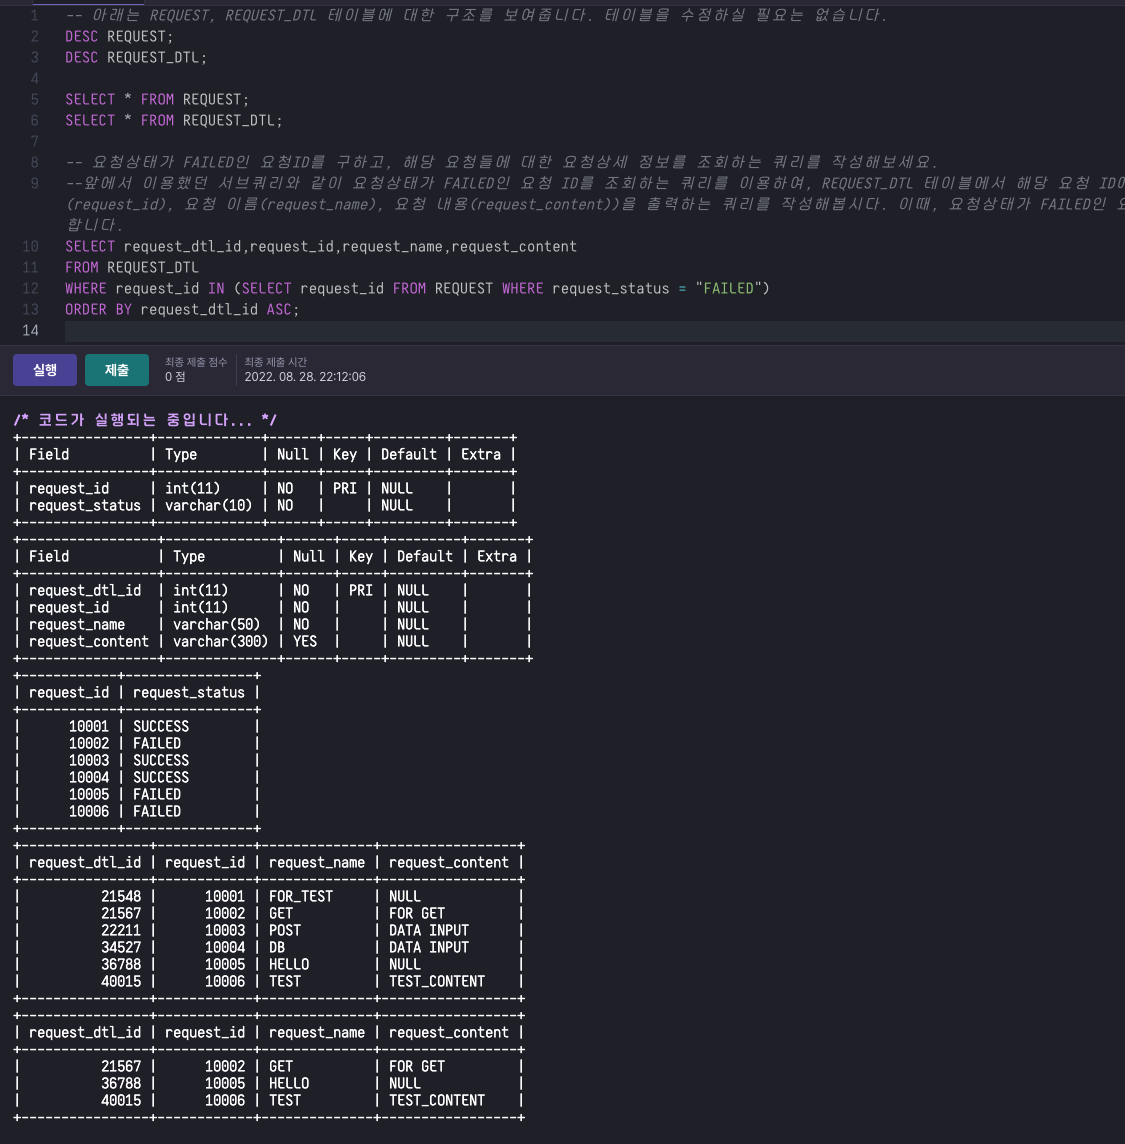 1 -- 아래는 REQUEST, REQUEST_DTL 테이블에 대한 구조를 보여줍니다. 테이블을 수정하실 필요는 없습니다.
2 DESC REQUEST;
3 DESC REQUEST_DTL;
4
5 SELECT * FROM REQUEST;
6 SELECT * FROM REQUEST_DTL;
7
8 -- 요청상태가 FAILED인 요청ID를 구하고, 해당 요청들에 대한 요청상세 정보를 조회하는 쿼리를 작성해보세요.
9 --앞에서 이용했던 서브쿼리와 같이 요청상태가 FAILED인 요청 ID를 조회하는 쿼리를 이용하여, REQUEST_DTL 테이블에서 해당 요청
(request_id), 요청 이름(request_name), 요청 내용(request_content))을 출력하는 쿼리를 작성해봅시다. 이때, 요청상태가 FAILED인
합니다.
10 SELECT request_dtl_id,request_id,request_name,request_content
11 FROM REQUEST_DTL
12 WHERE request_id IN (SELECT request_id FROM REQUEST WHERE request_status = "FAILED")
13 ORDER BY request_dtl_id ASC;
14
실행 제출 최종 제출 점수 최종 제출 시간
0 점 2022. 08. 28. 22:12:06
/* 코드가 실행되는 중입니다... */
+----------------+-------------+------+-----+---------+-------+
| Field          | Type        | Null | Key | Default | Extra |
+----------------+-------------+------+-----+---------+-------+
| request_id     | int(11)     | NO   | PRI | NULL    |       |
| request_status | varchar(10) | NO   |     | NULL    |       |
+----------------+-------------+------+-----+---------+-------+
+-----------------+--------------+------+-----+---------+-------+
| Field           | Type         | Null | Key | Default | Extra |
+-----------------+--------------+------+-----+---------+-------+
| request_dtl_id  | int(11)      | NO   | PRI | NULL    |       |
| request_id      | int(11)      | NO   |     | NULL    |       |
| request_name    | varchar(50)  | NO   |     | NULL    |       |
| request_content | varchar(300) | YES  |     | NULL    |       |
+-----------------+--------------+------+-----+---------+-------+
+------------+----------------+
| request_id | request_status |
+------------+----------------+
|      10001 | SUCCESS        |
|      10002 | FAILED         |
|      10003 | SUCCESS        |
|      10004 | SUCCESS        |
|      10005 | FAILED         |
|      10006 | FAILED         |
+------------+----------------+
+----------------+------------+--------------+-----------------+
| request_dtl_id | request_id | request_name | request_content |
+----------------+------------+--------------+-----------------+
|          21548 |      10001 | FOR_TEST     | NULL            |
|          21567 |      10002 | GET          | FOR GET         |
|          22211 |      10003 | POST         | DATA INPUT      |
|          34527 |      10004 | DB           | DATA INPUT      |
|          36788 |      10005 | HELLO        | NULL            |
|          40015 |      10006 | TEST         | TEST_CONTENT    |
+----------------+------------+--------------+-----------------+
+----------------+------------+--------------+-----------------+
| request_dtl_id | request_id | request_name | request_content |
+----------------+------------+--------------+-----------------+
|          21567 |      10002 | GET          | FOR GET         |
|          36788 |      10005 | HELLO        | NULL            |
|          40015 |      10006 | TEST         | TEST_CONTENT    |
+----------------+------------+--------------+-----------------+